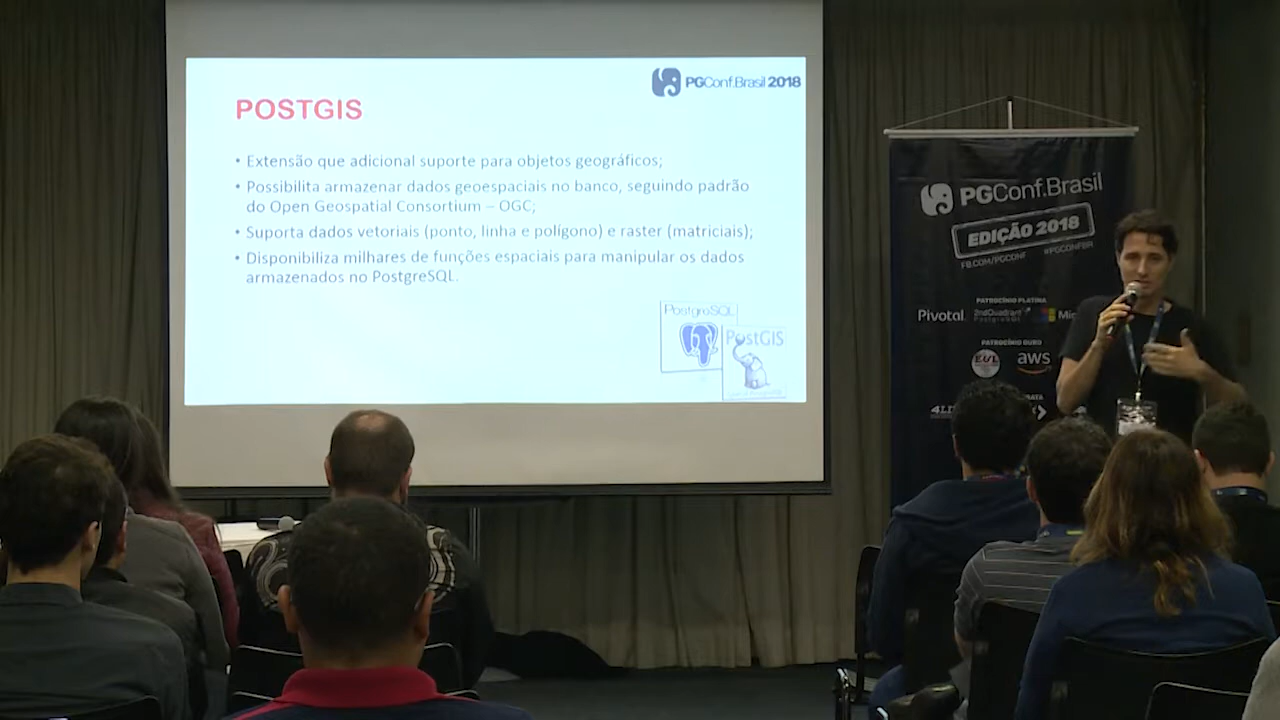 PGConf.Brasil 2018
POSTGIS
• Extensão que adicional suporte para objetos geográficos;
• Possibilita armazenar dados geoespaciais no banco, seguindo padrão
do Open Geospatial Consortium – OGC;
• Suporta dados vetoriais (ponto, linha e polígono) e raster (matriciais);
• Disponibiliza milhares de funções espaciais para manipular os dados
armazenados no PostgreSQL.
PostgreSQL
PostGIS
PGConf.Brasil
EDIÇÃO 2018
FB.COM/PGCONF #PGCONFBR
PATROCÍNIO PLATINA
Pivotal 2ndQuadrant
PostgreSQL
PATROCÍNIO OURO
aws